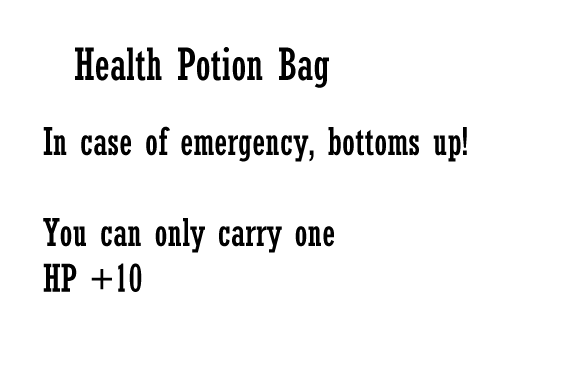 Health Potion Bag
In case of emergency, bottoms up!
You can only carry one
HP +10